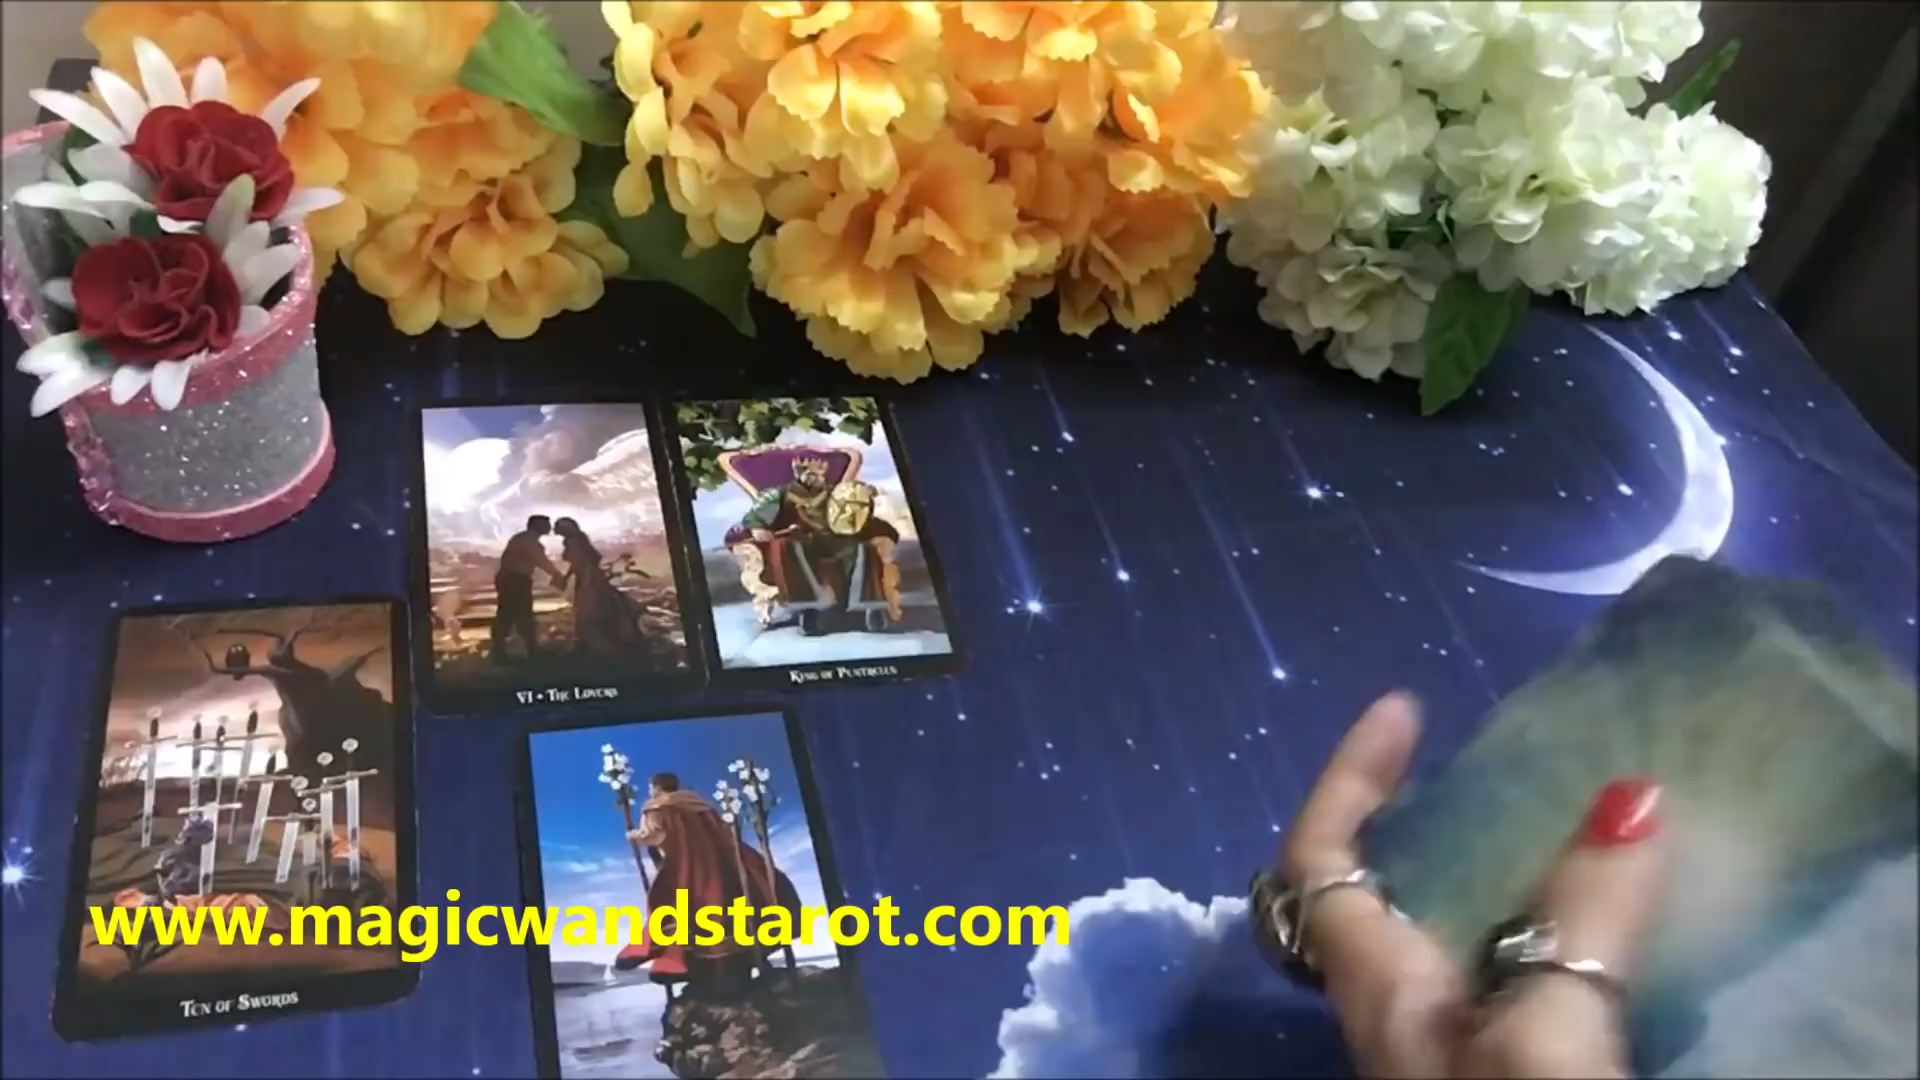 VI • The Lovers
King of Pentacles
www.magicwandstarot.com
Ten of Swords